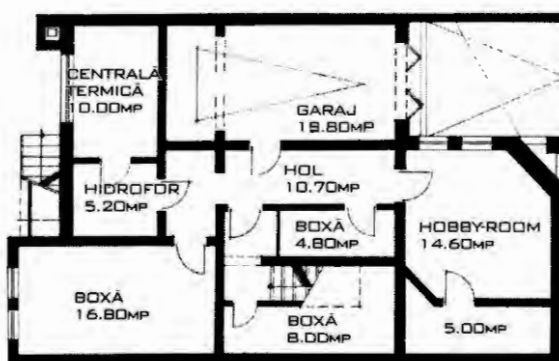 CENTRALĂ
TERMICĂ
10.00MP
GARAJ
19.80MP
HIDROFOR
5.20MP
HOL
10.70MP
BOXĂ
4.80MP
HOBBY-ROOM
14.60MP
BOXĂ
16.80MP
BOXĂ
8.00MP
5.00MP